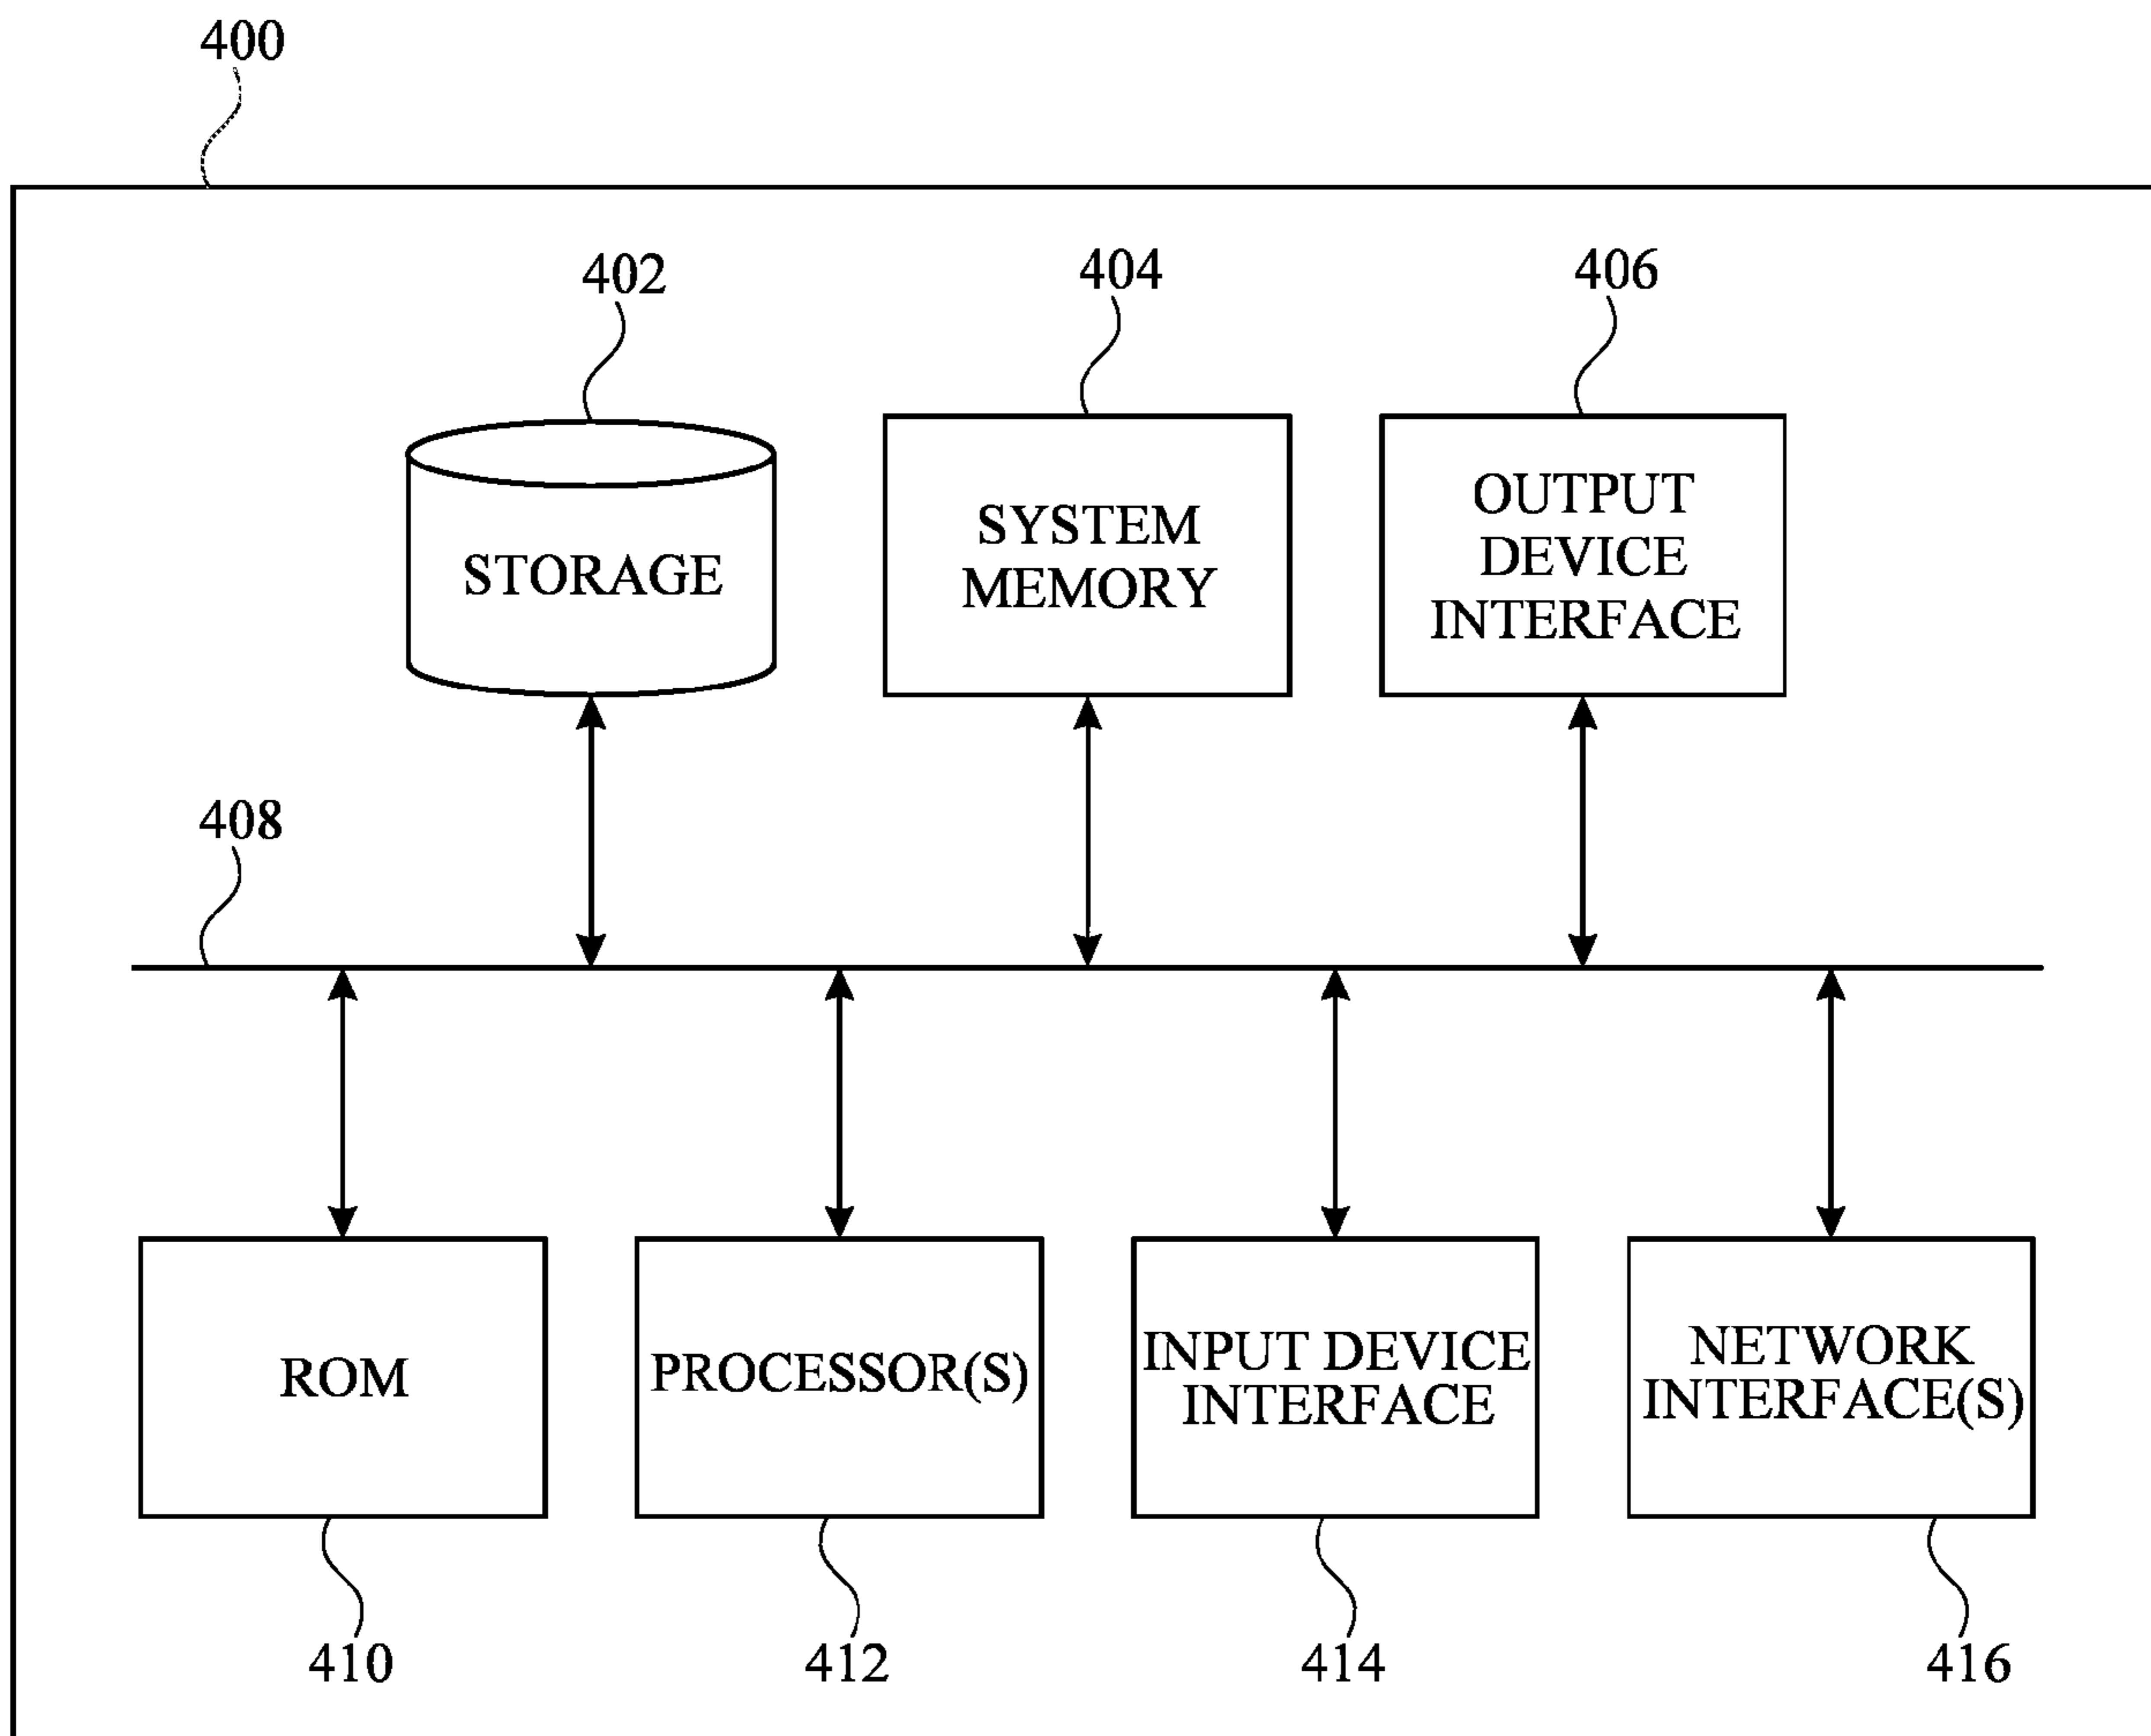 400
402
404
406
STORAGE
SYSTEM
MEMORY
OUTPUT
DEVICE
INTERFACE
408
ROM
PROCESSOR(S)
INPUT DEVICE
INTERFACE
NETWORK
INTERFACE(S)
410
412
414
416